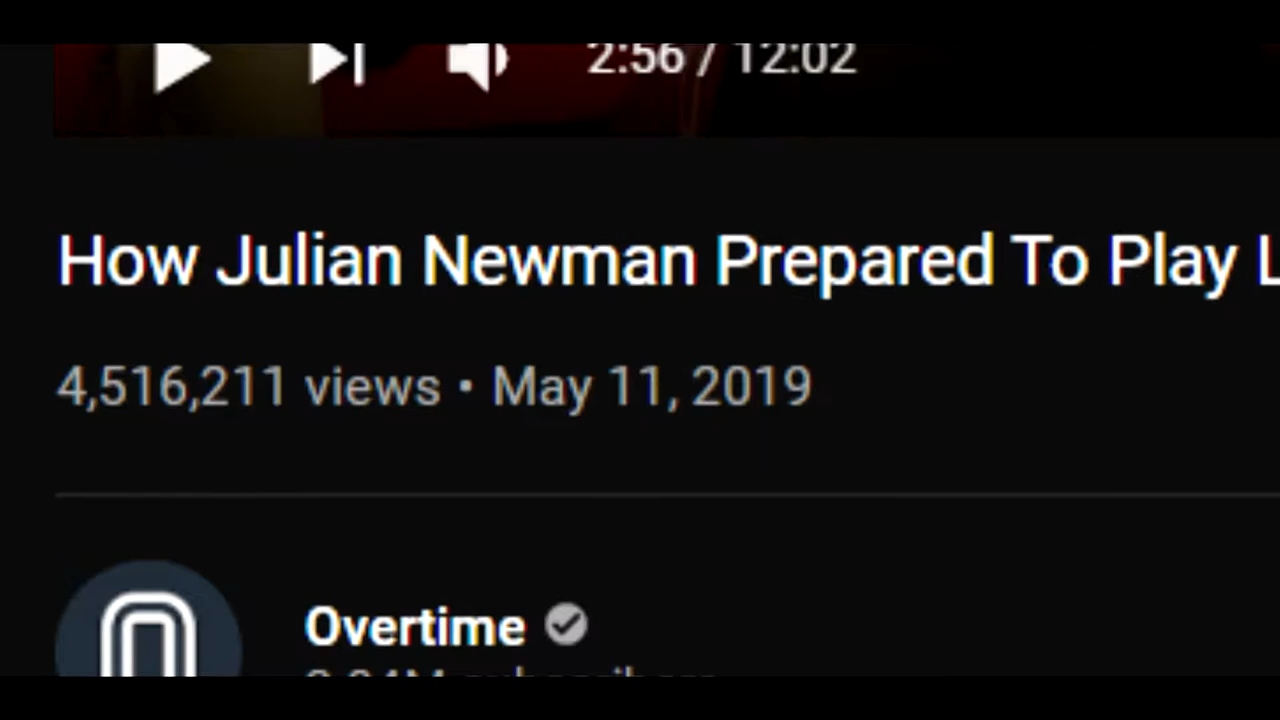 2:56 / 12:02
How Julian Newman Prepared To Play L
4,516,211 views • May 11, 2019
Overtime